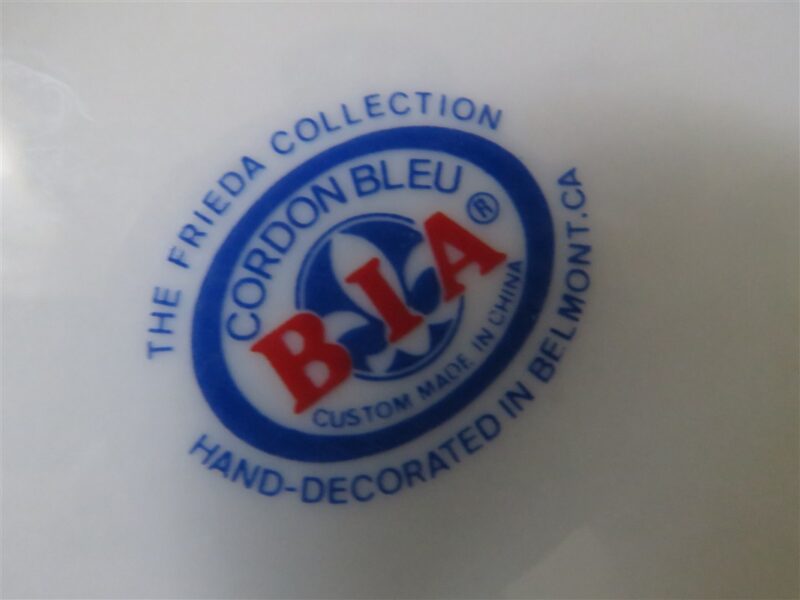 THE FRIEDA COLLECTION
CORDON BLEU ®
BIA
CUSTOM MADE IN CHINA
HAND-DECORATED IN BELMONT.CA